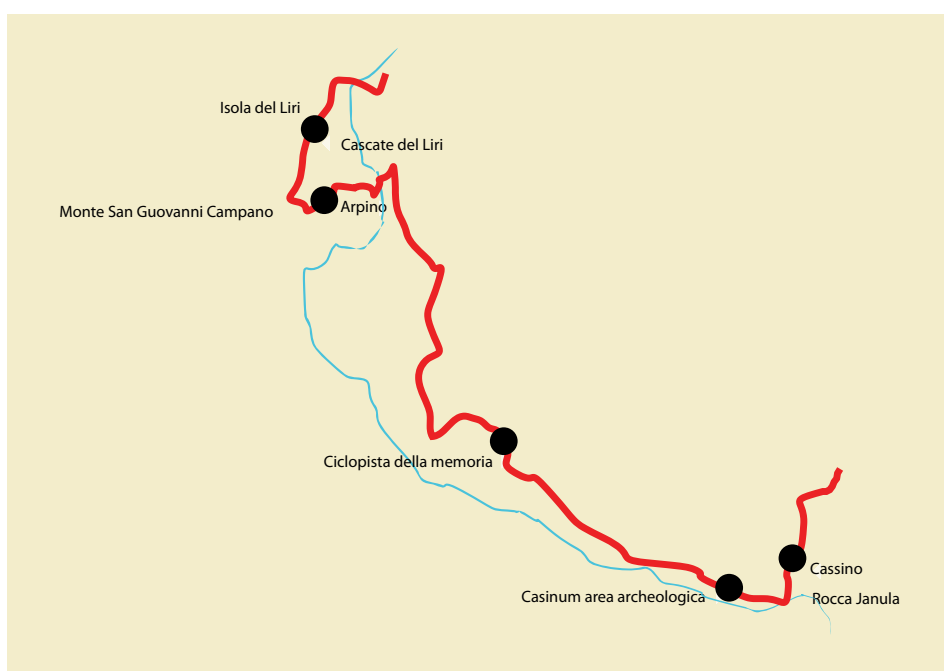 Isola del Liri
Cascate del Liri
Monte San Guovanni Campano
Arpino
Ciclopista della memoria
Cassino
Casinum area archeologica
Rocca Janula